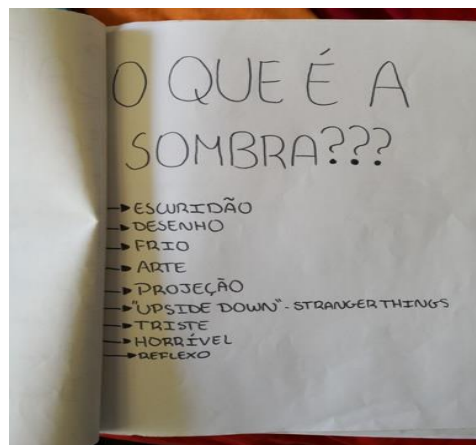 O QUE É A
SOMBRA???
→ESCURIDÃO
→DESENHO
→FRIO
→ARTE
→PROJEÇÃO
→"UPSIDE DOWN" - STRANGER THINGS
→TRISTE
→HORRÍVEL
→REFLEXO